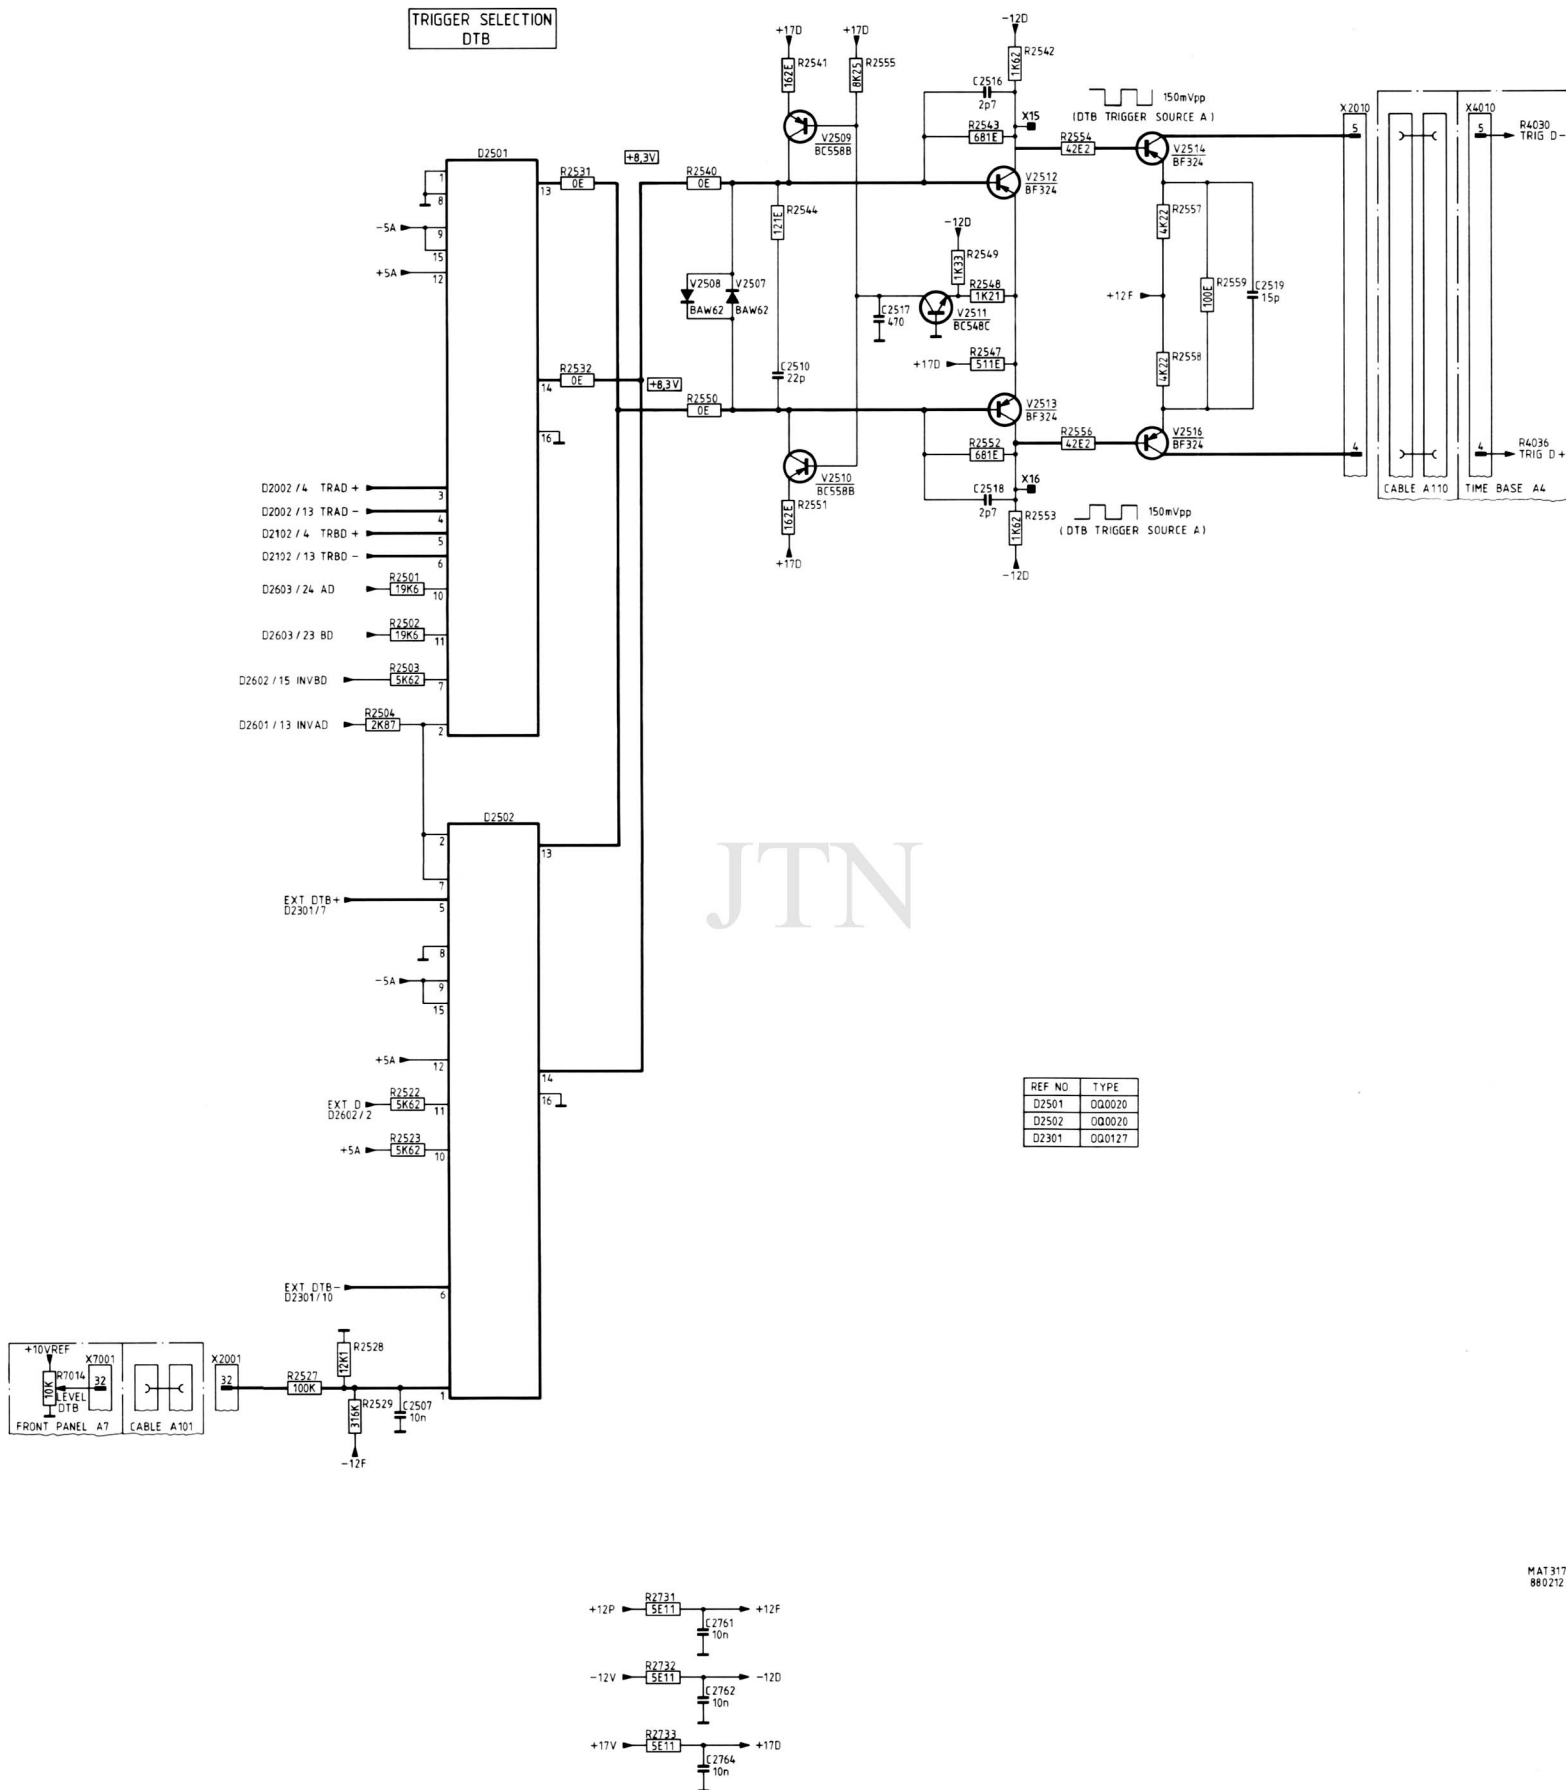 TRIGGER SELECTION
DTB
+17D
R2541
162E
+17D
R2555
8K25
-12D
R2542
1K62
C2516
2p7
X15
R2543
681E
V2509
BC558B
150mVpp
(DTB TRIGGER SOURCE A)
R2554
42E2
V2514
BF324
X2010
5
X4010
5
R4030
TRIG D-
D2501
1
8
-5A
9
15
+5A
12
13
R2531
0E
+8,3V
R2540
0E
V2512
BF324
R2544
121E
-12D
R2549
1K33
R2548
1K21
R2557
4K22
V2508
BAW62
V2507
BAW62
C2517
470
V2511
BC548C
+12F
R2559
100E
C2519
15p
C2510
22p
+17D
R2547
511E
R2558
4K22
14
R2532
0E
+8,3V
R2550
0E
V2513
BF324
16
R2556
42E2
V2516
BF324
R2552
681E
4
4
R4036
TRIG D+
V2510
BC558B
R2551
162E
+17D
C2518
2p7
X16
R2553
1K62
-12D
150mVpp
(DTB TRIGGER SOURCE A)
CABLE A110
TIME BASE A4
D2002/4 TRAD +
3
D2002/13 TRAD -
4
D2102/4 TRBD +
5
D2102/13 TRBD -
6
D2603/24 AD
R2501
19K6
10
D2603/23 BD
R2502
19K6
11
D2602/15 INVBD
R2503
5K62
7
D2601/13 INVAD
R2504
2K87
2
D2502
2
13
7
EXT DTB+
D2301/7
5
8
-5A
9
15
+5A
12
14
EXT D
D2602/2
R2522
5K62
11
16
+5A
R2523
5K62
10
JTN
REF NO TYPE
D2501 OQ0020
D2502 OQ0020
D2301 OQ0127
EXT DTB-
D2301/10
6
+10VREF
R7014
10K
LEVEL
DTB
X7001
32
FRONT PANEL A7
CABLE A101
X2001
32
R2527
100K
R2528
12K1
R2529
316K
-12F
C2507
10n
1
MAT317
880212
+12P
R2731
5E11
+12F
C2761
10n
-12V
R2732
5E11
-12D
C2762
10n
+17V
R2733
5E11
+17D
C2764
10n